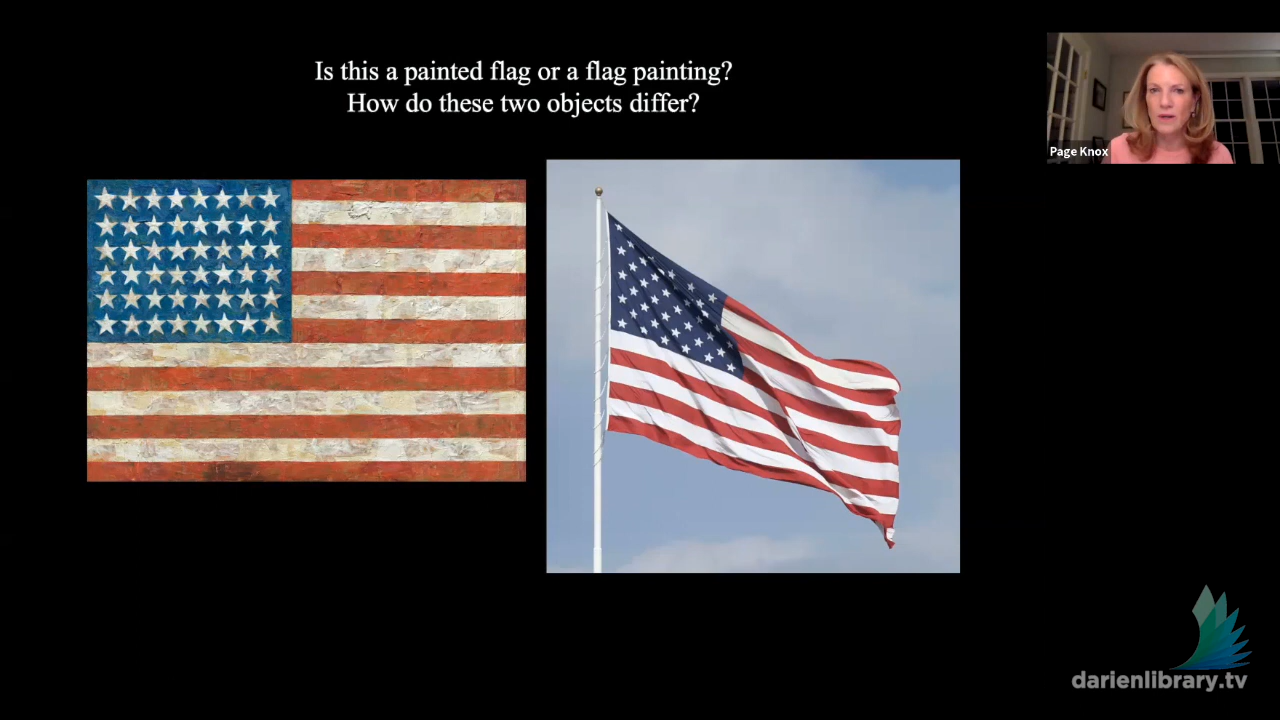 Is this a painted flag or a flag painting?
How do these two objects differ?
Page Knox
darienlibrary.tv